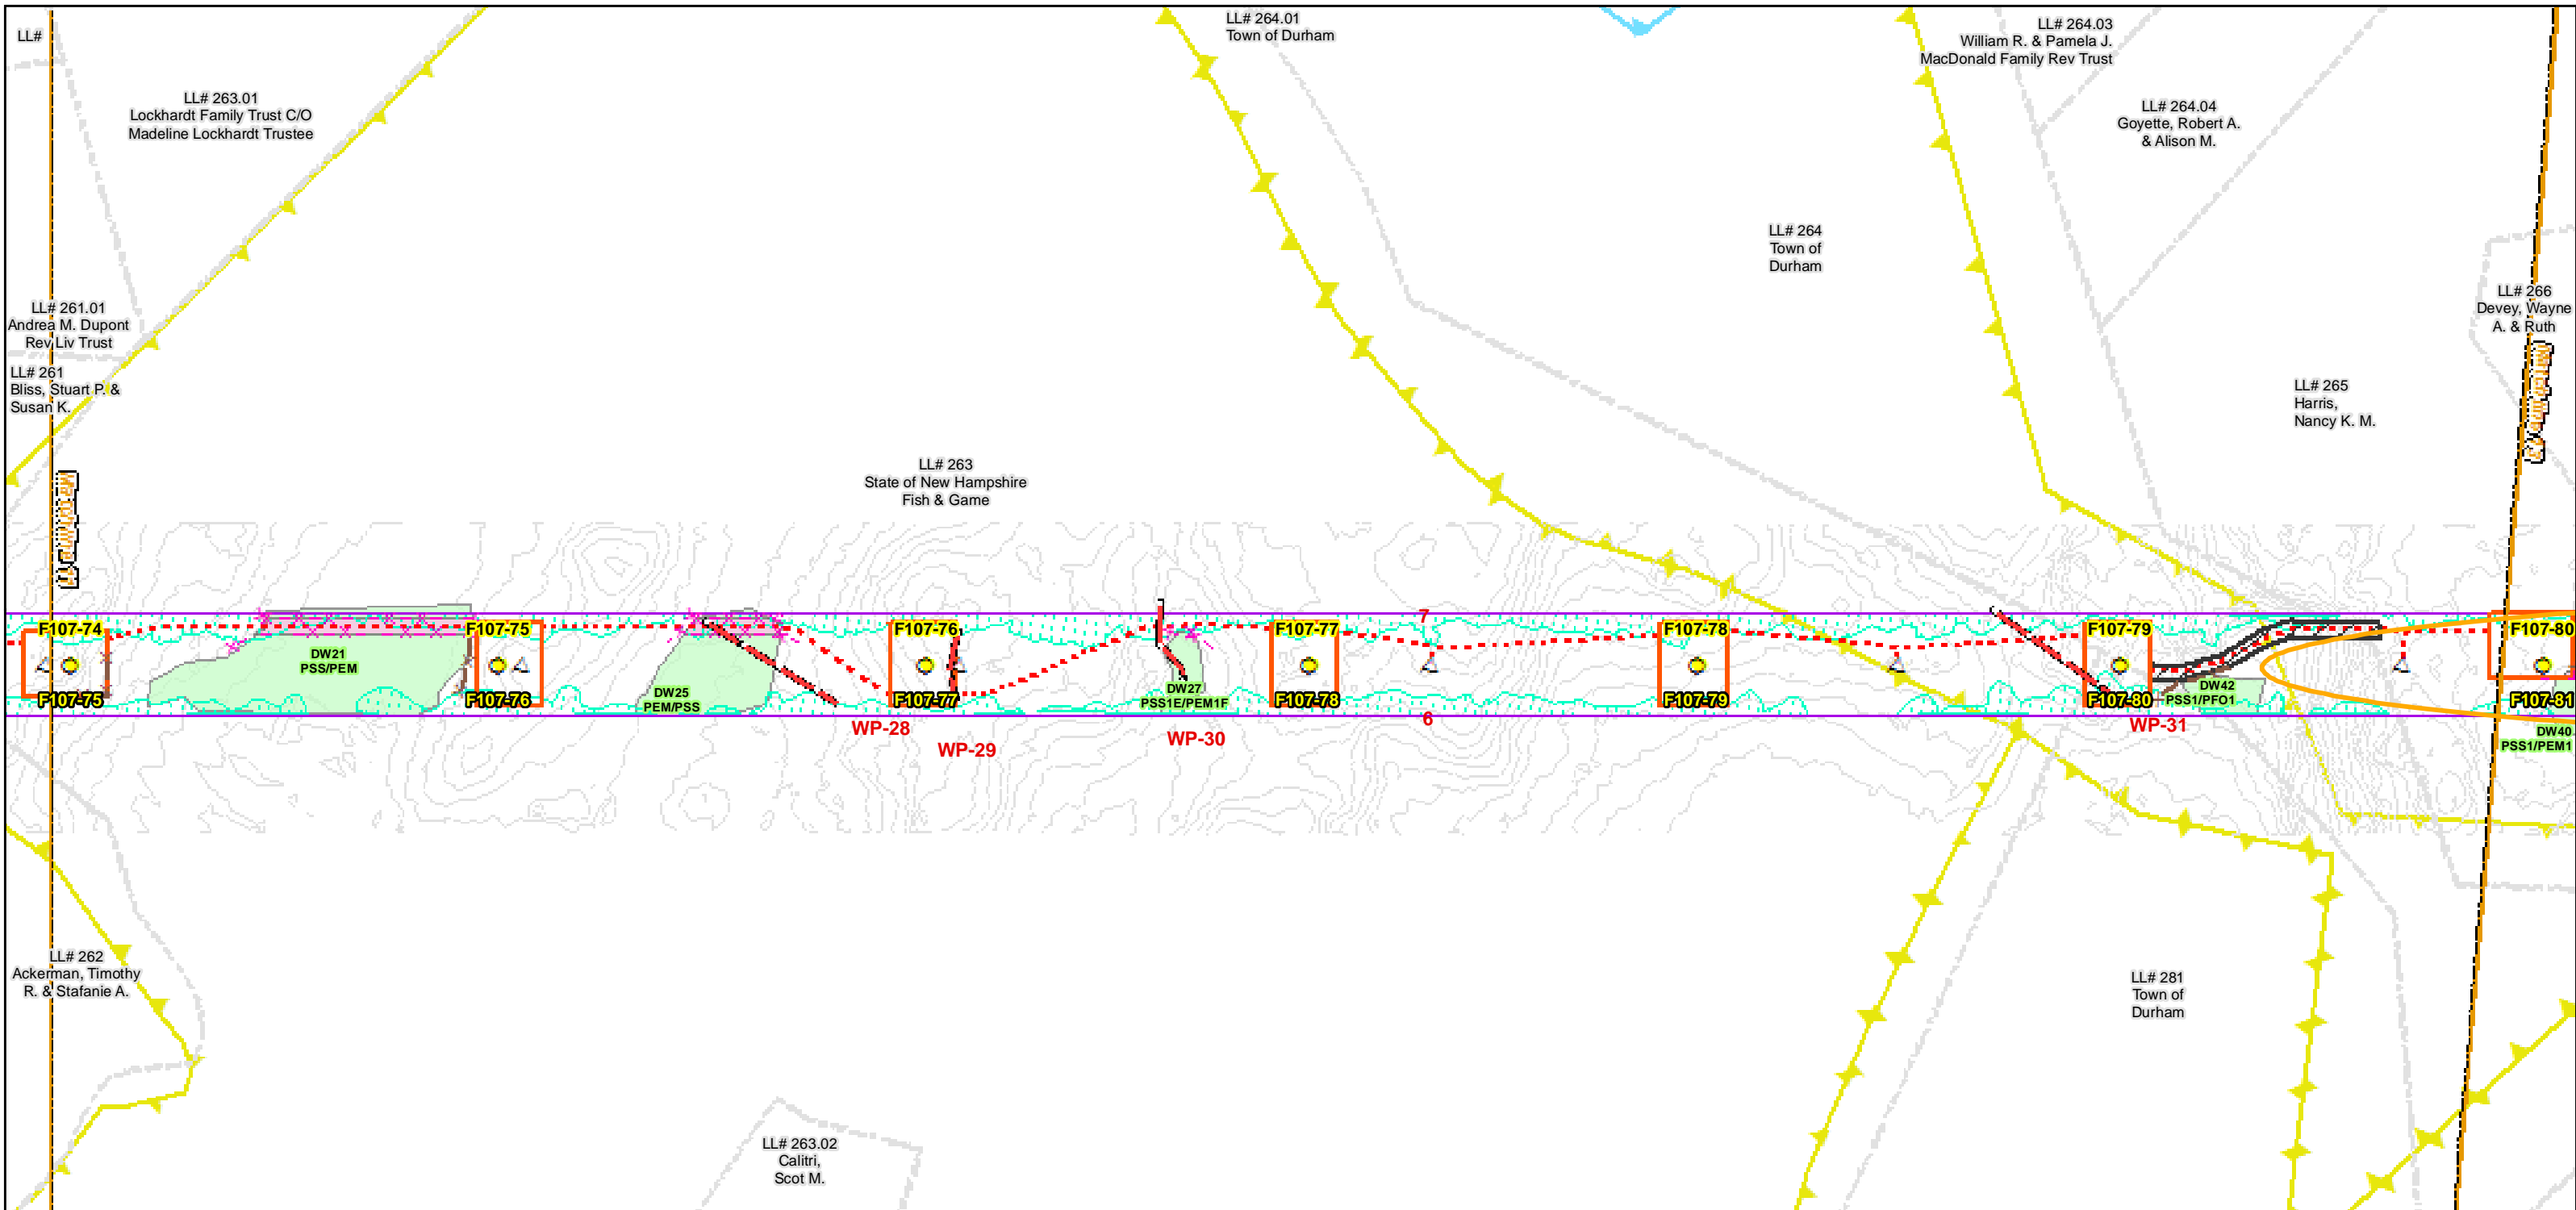 LL#
LL# 263.01
Lockhardt Family Trust C/O
Madeline Lockhardt Trustee
LL# 264.01
Town of Durham
LL# 264.03
William R. & Pamela J.
MacDonald Family Rev Trust
LL# 264.04
Goyette, Robert A.
& Alison M.
LL# 264
Town of
Durham
LL# 266
Devey, Wayne
A. & Ruth
LL# 261.01
Andrea M. Dupont
Rev Liv Trust
LL# 261
Bliss, Stuart P. &
Susan K.
LL# 265
Harris,
Nancy K. M.
LL# 263
State of New Hampshire
Fish & Game
F107-74
F107-75
F107-76
F107-77
7
F107-78
F107-79
F107-80
DW21
PSS/PEM
DW25
PEM/PSS
DW27
PSS1E/PEM1F
DW42
PSS1/PFO1
F107-75
F107-76
F107-77
F107-78
F107-79
F107-80
F107-81
6
WP-28
WP-29
WP-30
WP-31
DW40
PSS1/PEM1
LL# 262
Ackerman, Timothy
R. & Stafanie A.
LL# 281
Town of
Durham
LL# 263.02
Calitri,
Scot M.